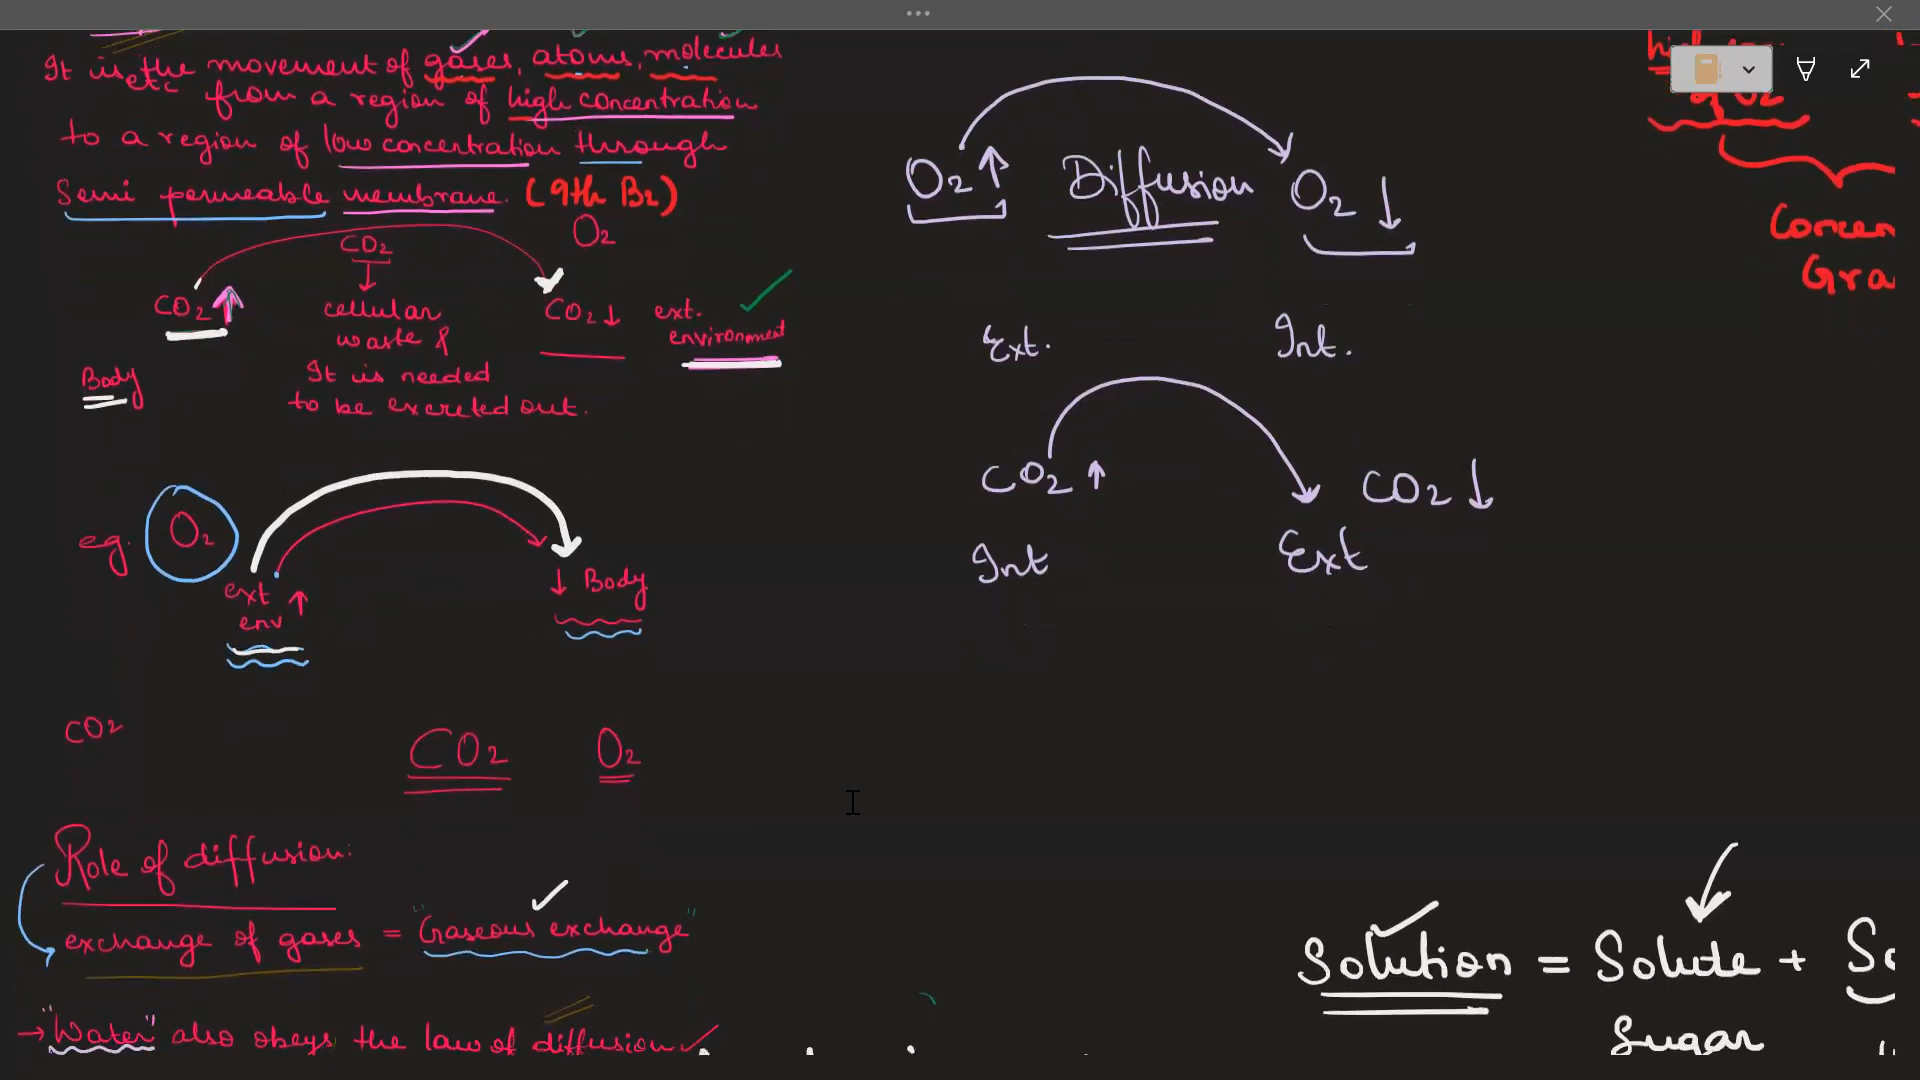 It is the movement of gases, atoms, molecules
etc from a region of high concentration
to a region of low concentration through
Semi permeable membrane. (9th B2)
O2
CO2
CO2 ↑
cellular
waste &
It is needed
to be excreted out.
CO2 ↓
ext.
environment
Body
eg. O2
ext ↑
env
↓ Body
CO2
CO2
O2
Role of diffusion:
exchange of gases = "Gaseous exchange"
→ "Water" also obeys the law of diffusion
O2 ↑ Diffusion O2 ↓
Ext. Int.
CO2 ↑ CO2 ↓
Int Ext
of O2
Concen
Gra
Solution = Solute + So
Sugar